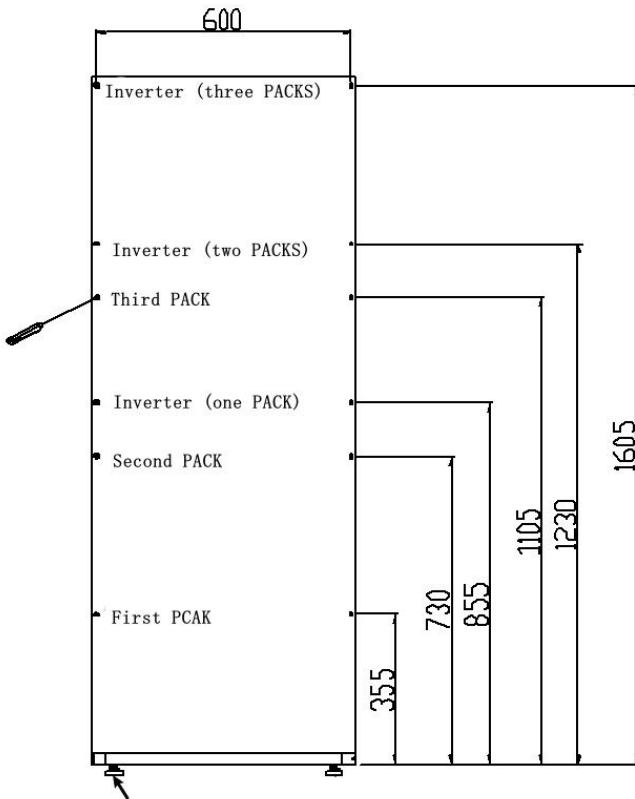 600
Inverter (three PACKS)
Inverter (two PACKS)
Third PACK
Inverter (one PACK)
Second PACK
First PCAK
355
730
855
1105
1230
1605